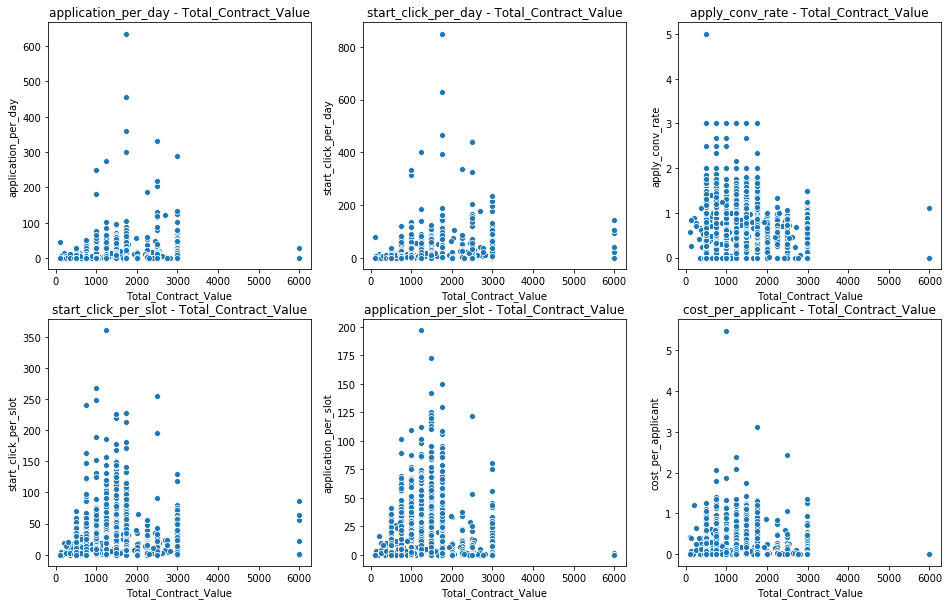 application_per_day - Total_Contract_Value
start_click_per_day - Total_Contract_Value
apply_conv_rate - Total_Contract_Value
application_per_day
600
500
400
300
200
100
0
start_click_per_day
800
600
400
200
0
apply_conv_rate
5
4
3
2
1
0
0 1000 2000 3000 4000 5000 6000
0 1000 2000 3000 4000 5000 6000
0 1000 2000 3000 4000 5000 6000
Total_Contract_Value
Total_Contract_Value
Total_Contract_Value
start_click_per_slot - Total_Contract_Value
application_per_slot - Total_Contract_Value
cost_per_applicant - Total_Contract_Value
start_click_per_slot
350
300
250
200
150
100
50
0
application_per_slot
200
175
150
125
100
75
50
25
0
cost_per_applicant
5
4
3
2
1
0
0 1000 2000 3000 4000 5000 6000
0 1000 2000 3000 4000 5000 6000
0 1000 2000 3000 4000 5000 6000
Total_Contract_Value
Total_Contract_Value
Total_Contract_Value